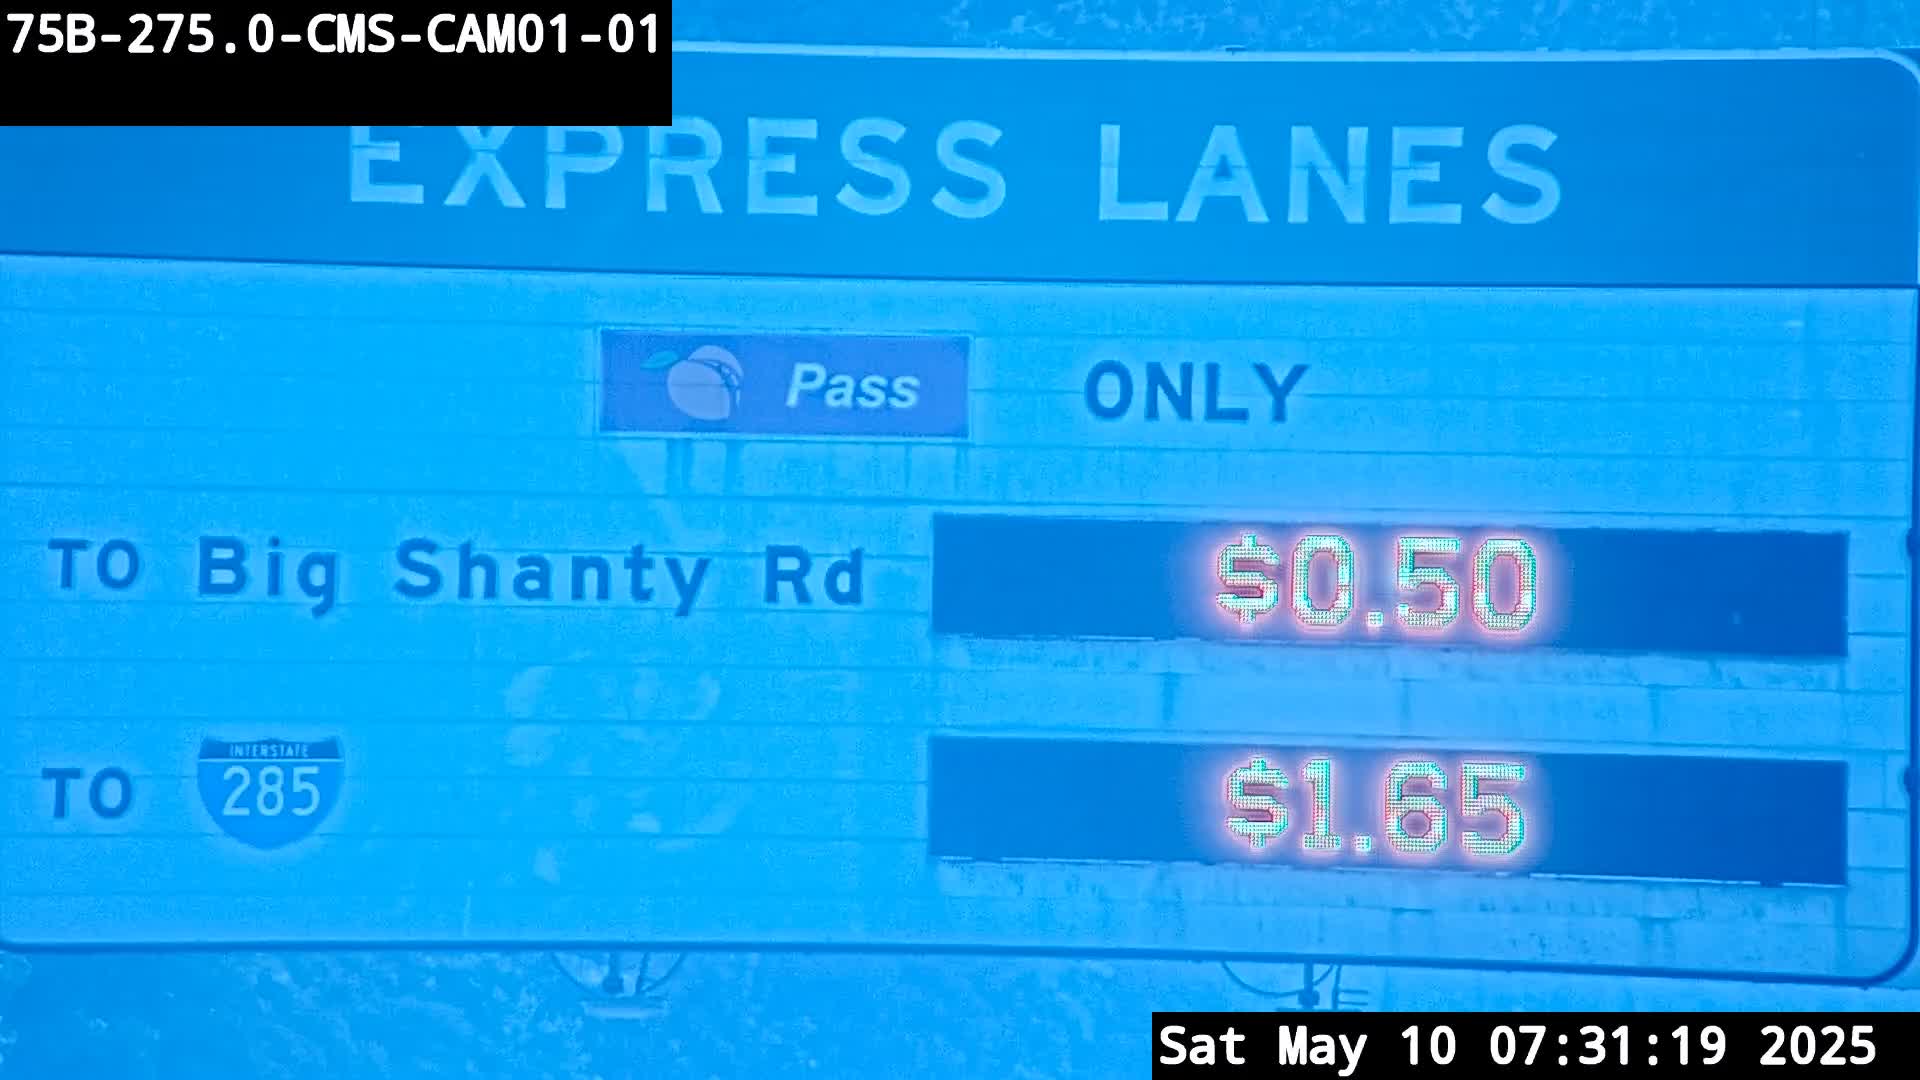 75B-275.0-CMS-CAM01-01
EXPRESS LANES
Pass ONLY
TO Big Shanty Rd $0.50
INTERSTATE
TO 285 $1.65
Sat May 10 07:31:19 2025